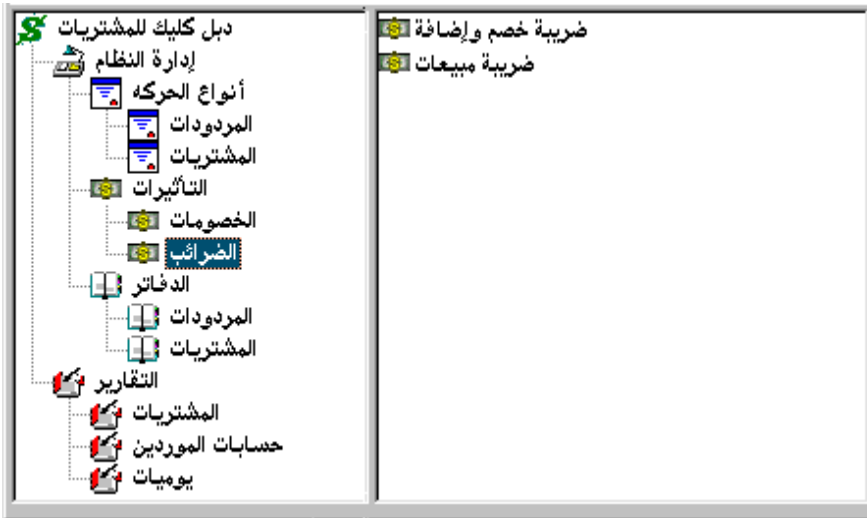 دبل كليك للمشتريات
إدارة النظام
أنواع الحركه
المردودات
المشتريات
التأثيرات
الخصومات
الضرائب
الدفاتر
المردودات
المشتريات
التقارير
المشتريات
حسابات الموردين
يوميات
ضريبة خصم وإضافة
ضريبة مبيعات